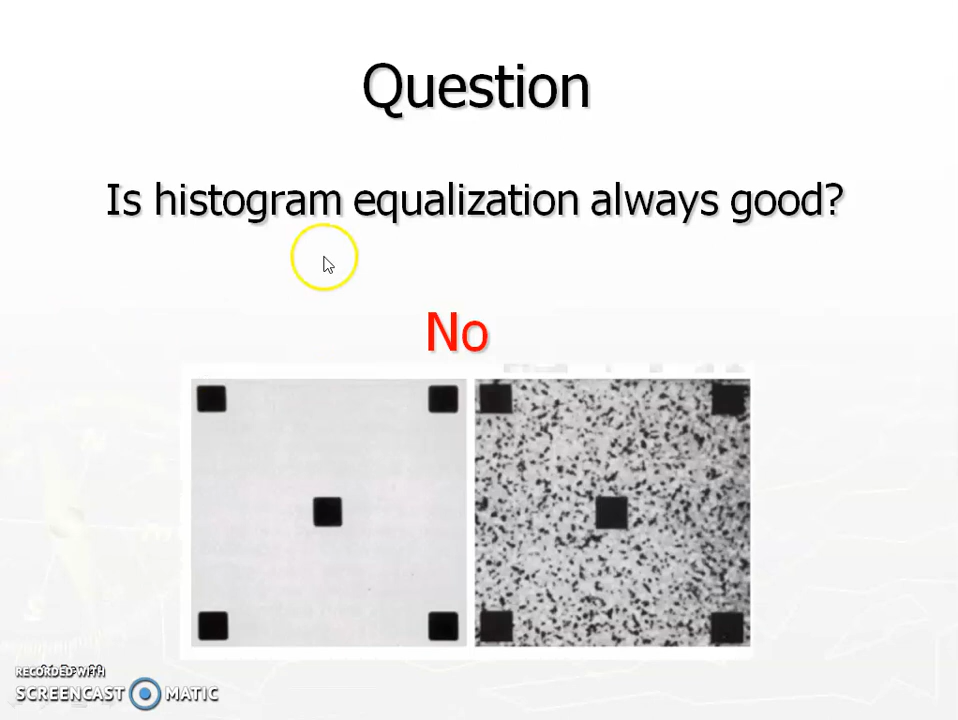 Question
Is histogram equalization always good?
No
RECORDED WITH
SCREENCAST MATIC